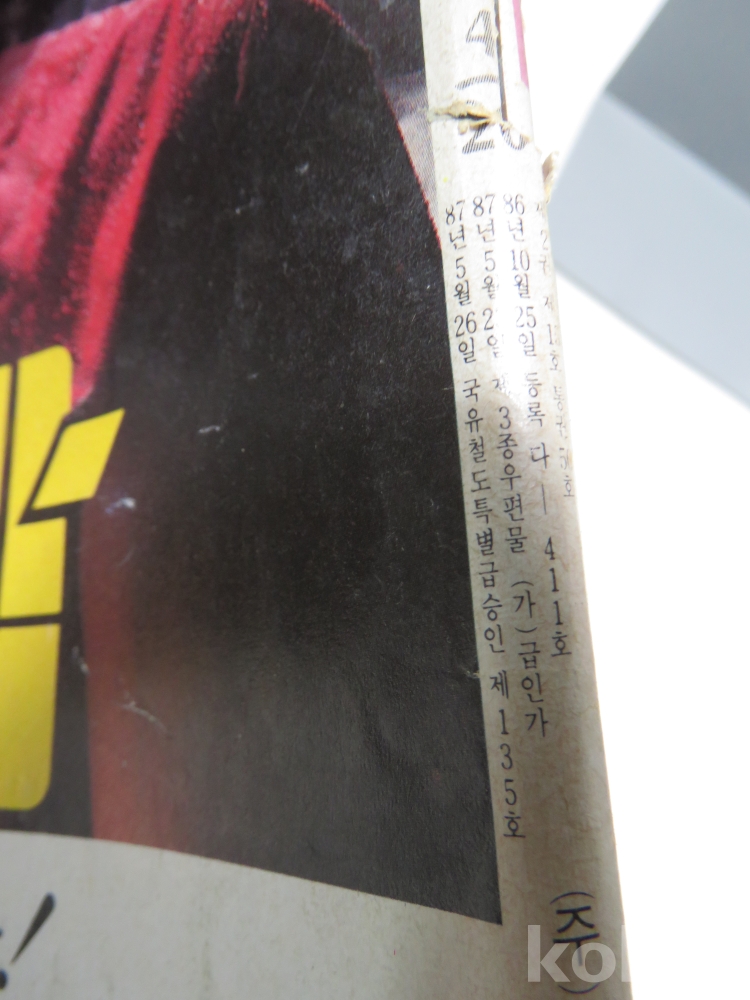 4
20
86년 10월 25일 등록 다ー411호
87년 5월 2일 제3종우편물 (가)급인가
87년 5월 26일 국유철도특별급승인 제135호
(주)
!
kol